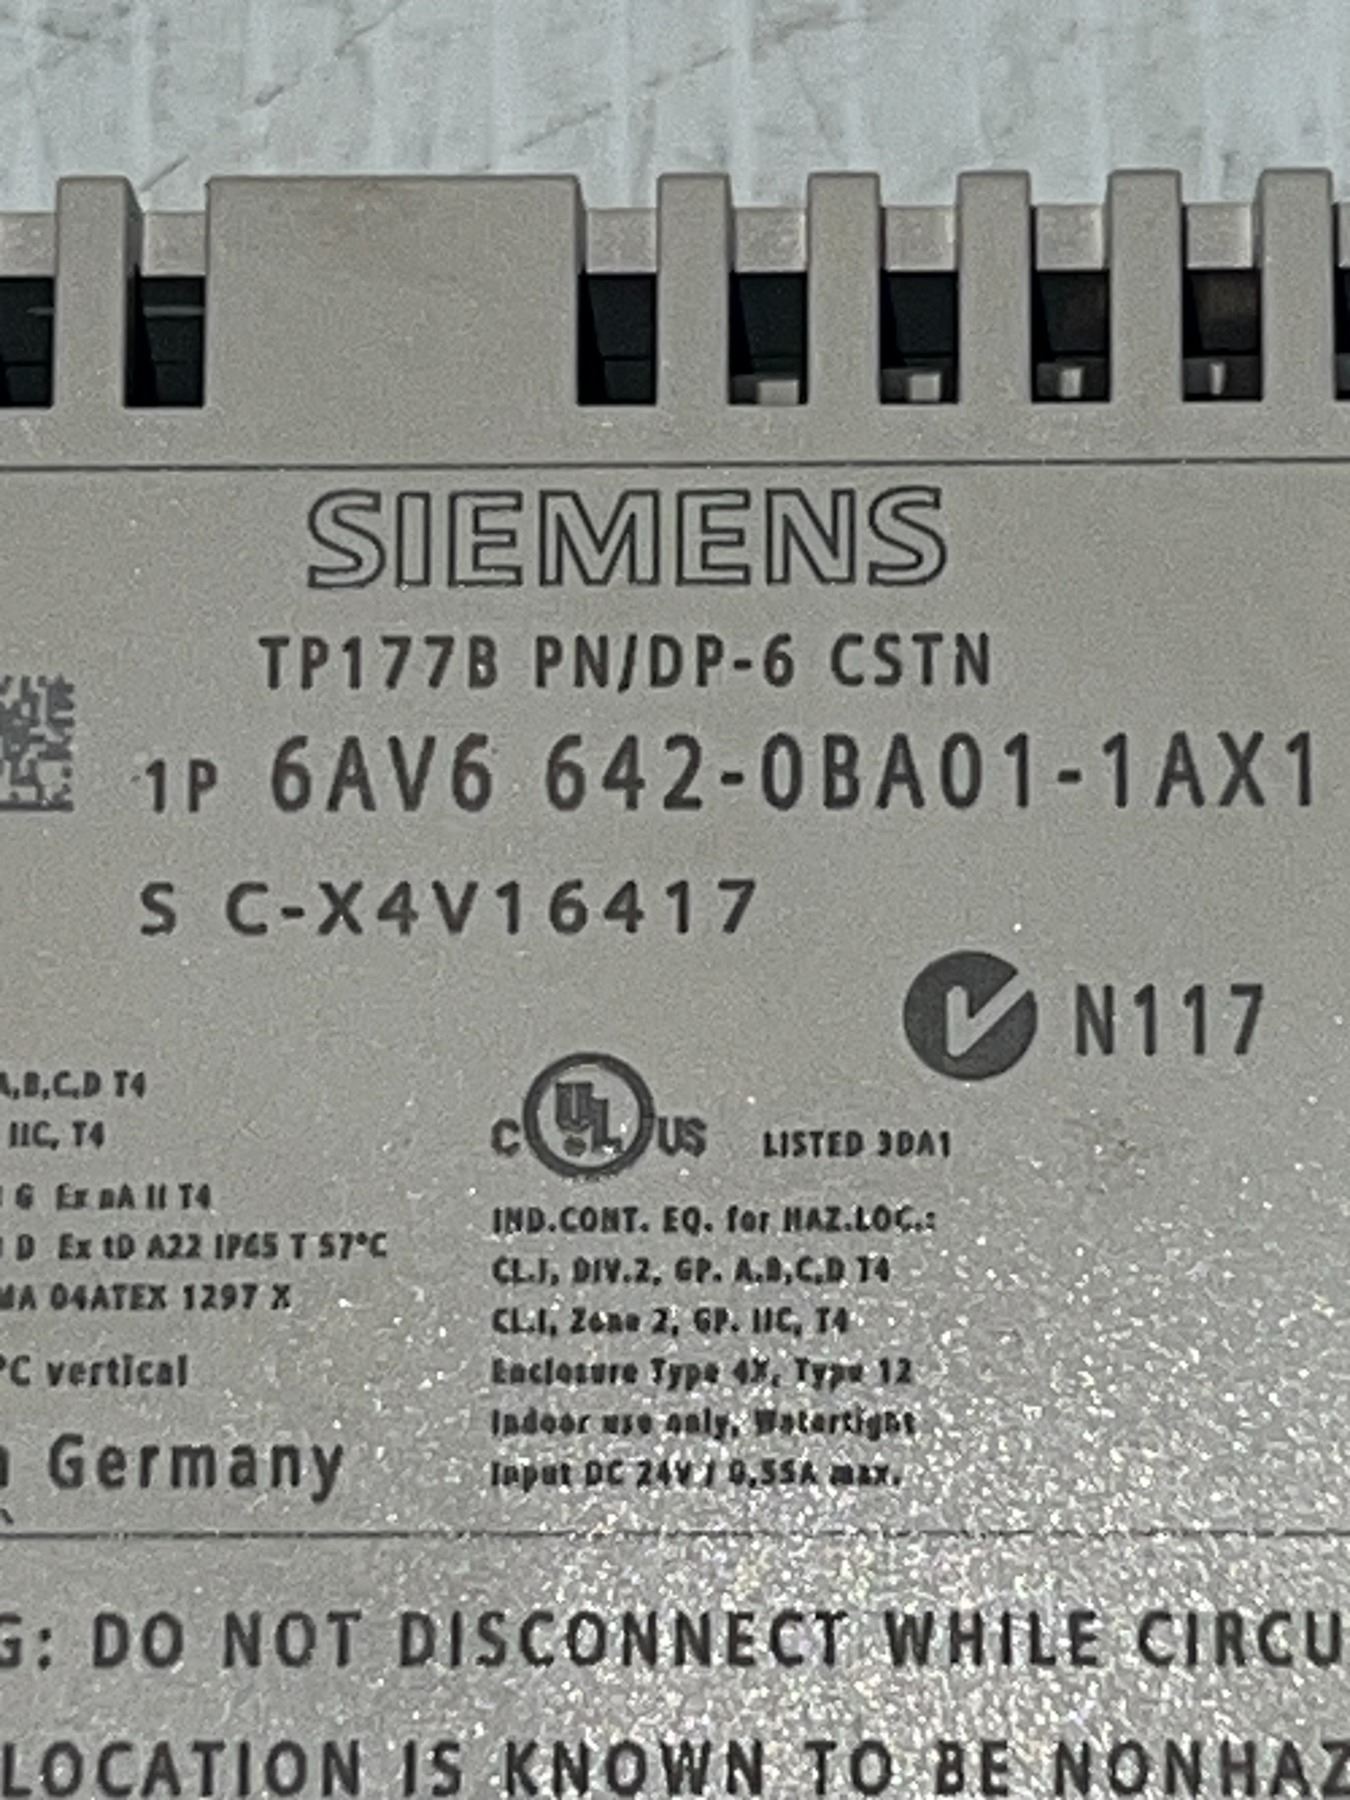 SIEMENS
TP177B PN/DP-6 CSTN
1P 6AV6 642-0BA01-1AX1
S C-X4V16417
N117
A,B,C,D T4
IIC, T4
G Ex nA II T4
D Ex tD A22 IP65 T 57°C
04ATEX 1297 X
°C vertical
Germany
C UL US LISTED 3DA1
IND.CONT. EQ. for HAZ.LOC.:
CL.I, DIV.2, GP. A,B,C,D T4
CL.I, Zone 2, GP. IIC, T4
Enclosure Type 4X, Type 12
Indoor use only, Watertight
Input DC 24V / 0,55A max.
G: DO NOT DISCONNECT WHILE CIRCU
LOCATION IS KNOWN TO BE NONHAZ